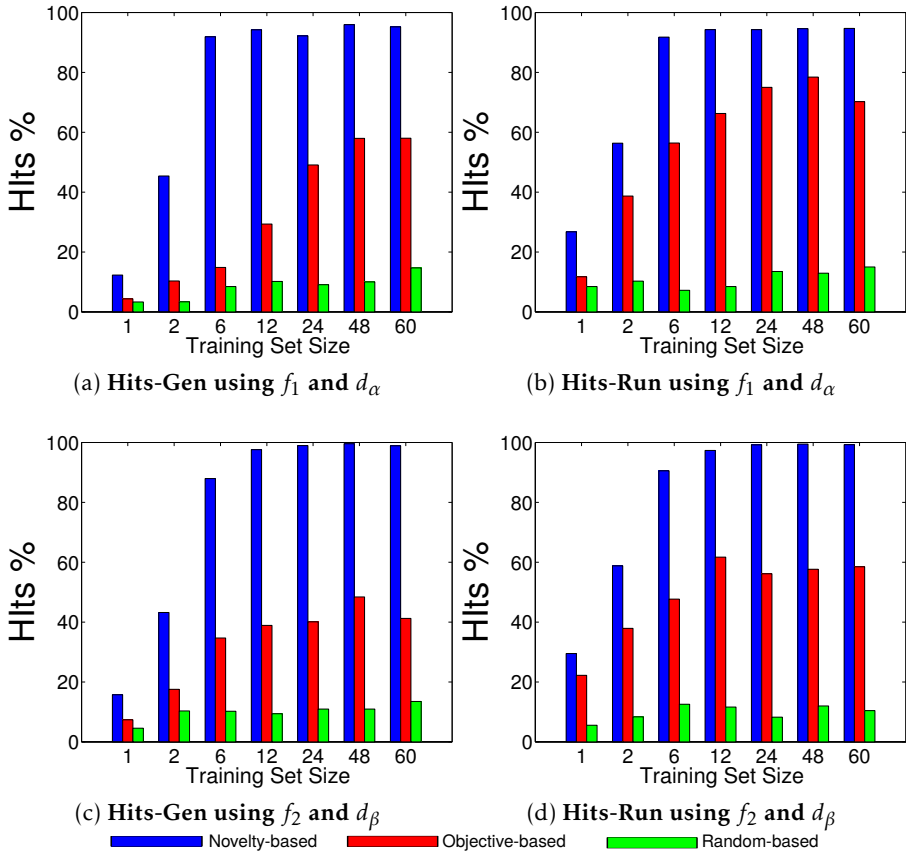 100
80
60
40
20
0
HIts %
1 2 6 12 24 48 60
Training Set Size
(a) Hits-Gen using f₁ and dα
100
80
60
40
20
0
HIts %
1 2 6 12 24 48 60
Training Set Size
(b) Hits-Run using f₁ and dα
100
80
60
40
20
0
HIts %
1 2 6 12 24 48 60
Training Set Size
(c) Hits-Gen using f₂ and dβ
100
80
60
40
20
0
HIts %
1 2 6 12 24 48 60
Training Set Size
(d) Hits-Run using f₂ and dβ
Novelty-based Objective-based Random-based